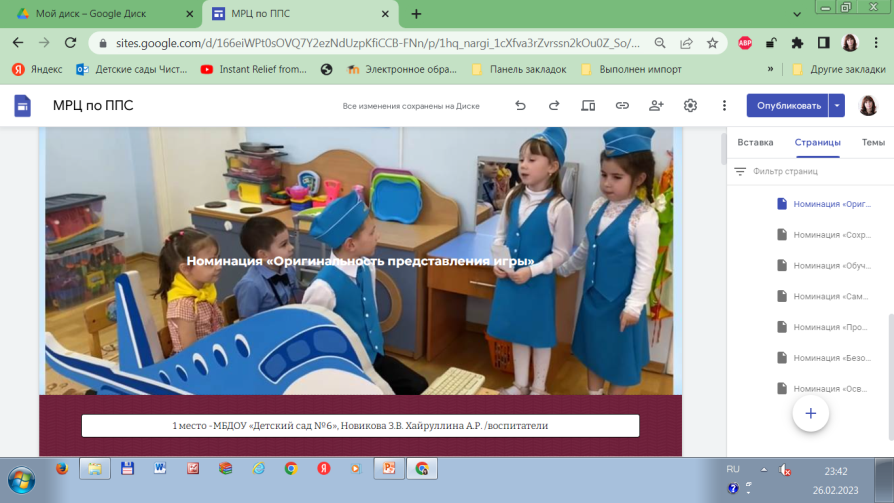 Мой диск – Google Диск
МРЦ по ППС
sites.google.com/d/166eiWPt0sOVQ7Y2ezNdUzpKfiCCB-FNn/p/1hq_nargi_1cXfva3rZvrssn2kOu0Z_So/...
ABP
Яндекс
Детские сады Чист...
Instant Relief from...
Электронное обра...
Панель закладок
Выполнен импорт
»
Другие закладки
МРЦ по ППС
Все изменения сохранены на Диске
Опубликовать
Вставка
Страницы
Темы
Фильтр страниц
Номинация «Ориг...
Номинация «Сохр...
Номинация «Обуч...
Номинация «Сам...
Номинация «Про...
Номинация «Безо...
Номинация «Осв...
Номинация «Оригинальность представления игры»
1 место -МБДОУ «Детский сад №6», Новикова З.В. Хайруллина А.Р. /воспитатели
RU
23:42
26.02.2023